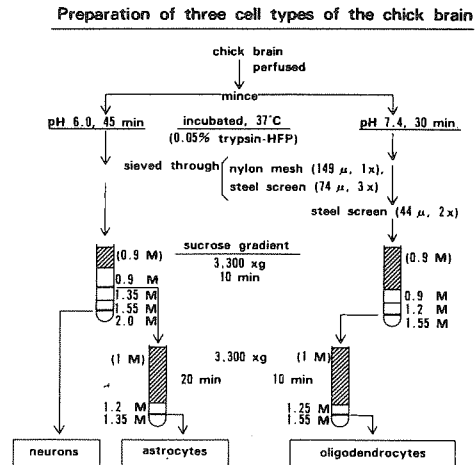 Preparation of three cell types of the chick brain
chick brain
perfused
mince
pH 6.0, 45 min
incubated, 37°C
pH 7.4, 30 min.
(0.05% trypsin-HFP)
sieved through
nylon mesh (149 μ, 1x),
steel screen (74 μ, 3x)
steel screen (44 μ, 2x)
(0.9 M)
sucrose gradient
(0.9 M)
3,300 xg
10 min
0.9 M
1.35 M
1.55 M
2.0 M
0.9 M
1.2 M
1.55 M
(1 M)
3,300 xg
(1 M)
20 min
10 min
1.2 M
1.35 M
1.25 M
1.55 M
neurons
astrocytes
oligodendrocytes